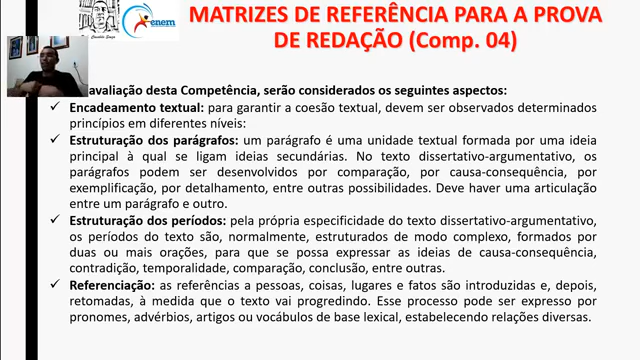 enem
MATRIZES DE REFERÊNCIA PARA A PROVA
DE REDAÇÃO (Comp. 04)
avaliação desta Competência, serão considerados os seguintes aspectos:
✓ Encadeamento textual: para garantir a coesão textual, devem ser observados determinados
princípios em diferentes níveis:
✓ Estruturação dos parágrafos: um parágrafo é uma unidade textual formada por uma ideia
principal à qual se ligam ideias secundárias. No texto dissertativo-argumentativo, os
parágrafos podem ser desenvolvidos por comparação, por causa-consequência, por
exemplificação, por detalhamento, entre outras possibilidades. Deve haver uma articulação
entre um parágrafo e outro.
✓ Estruturação dos períodos: pela própria especificidade do texto dissertativo-argumentativo,
os períodos do texto são, normalmente, estruturados de modo complexo, formados por
duas ou mais orações, para que se possa expressar as ideias de causa-consequência,
contradição, temporalidade, comparação, conclusão, entre outras.
✓ Referenciação: as referências a pessoas, coisas, lugares e fatos são introduzidas e, depois,
retomadas, à medida que o texto vai progredindo. Esse processo pode ser expresso por
pronomes, advérbios, artigos ou vocábulos de base lexical, estabelecendo relações diversas.